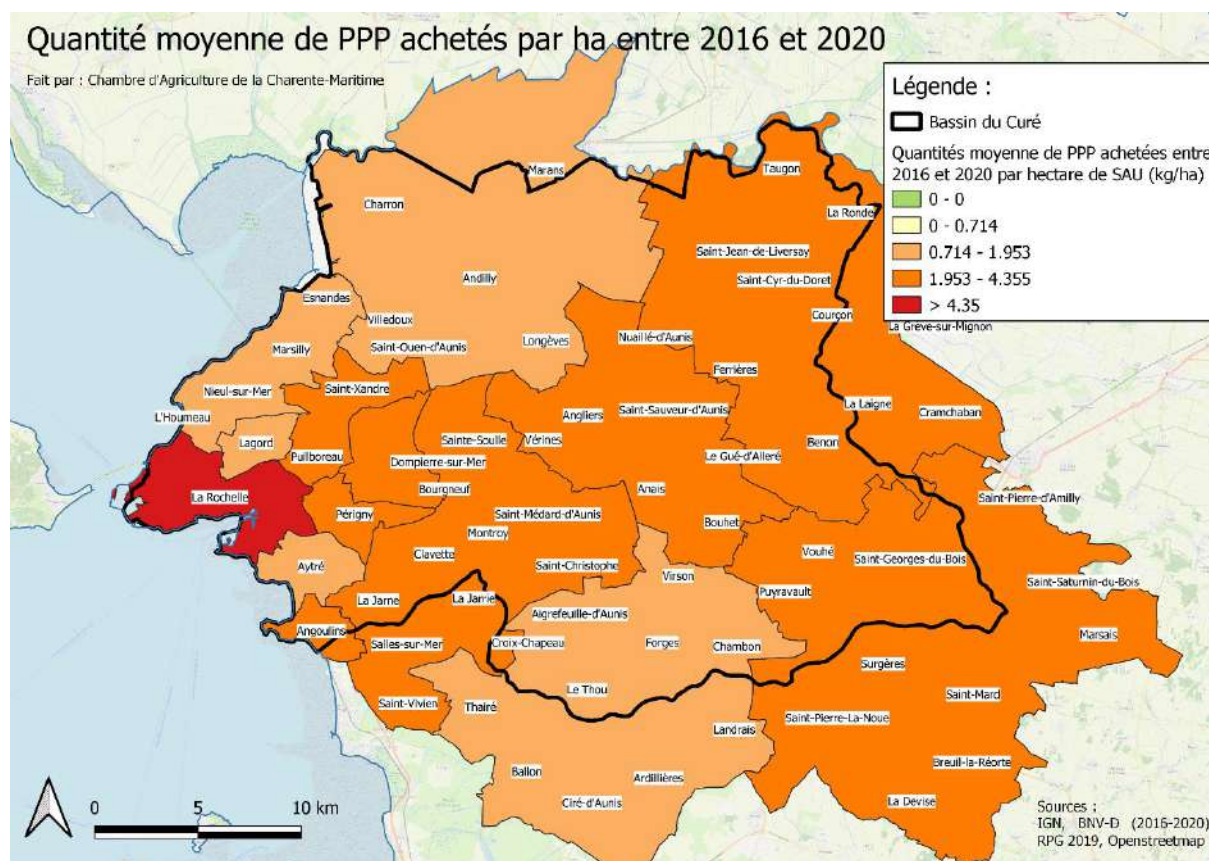 Quantité moyenne de PPP achetés par ha entre 2016 et 2020
Fait par : Chambre d'Agriculture de la Charente-Maritime
Légende :
Bassin du Curé
Quantités moyenne de PPP achetées entre
2016 et 2020 par hectare de SAU (kg/ha)
0 - 0
0 - 0.714
0.714 - 1.953
1.953 - 4.355
> 4.35
Marans
Taugon
Charron
La Ronde
Saint-Jean-de-Liversay
Andilly
Saint-Cyr-du-Doret
Esnandes
Courçon
Villedoux
La Grève-sur-Mignon
Nuaillé-d'Aunis
Longèves
Saint-Ouen-d'Aunis
Marsilly
Ferrières
Saint-Xandre
Nieul-sur-Mer
La Laigne
Cramchaban
L'Houmeau
Angliers
Saint-Sauveur-d'Aunis
Lagord
Sainte-Soulle
Vérines
Benon
Puilboreau
Le Gué-d'Alleré
Dompierre-sur-Mer
Bourgneuf
Anais
La Rochelle
Saint-Pierre-d'Amilly
Périgny
Saint-Médard-d'Aunis
Bouhet
Montroy
Clavette
Vouhé
Saint-Georges-du-Bois
Aytré
Saint-Christophe
Virson
Saint-Saturnin-du-Bois
Puyravault
La Jarne
La Jarrie
Aigrefeuille-d'Aunis
Angoulins
Marsais
Salles-sur-Mer
Croix-Chapeau
Forges
Chambon
Surgères
Le Thou
Saint-Mard
Saint-Vivien
Thairé
Saint-Pierre-La-Noue
Landrais
Breuil-la-Réorte
Ballon
Ardillières
Ciré-d'Aunis
La Devise
0 5 10 km
Sources :
IGN, BNV-D (2016-2020)
RPG 2019, Openstreetmap